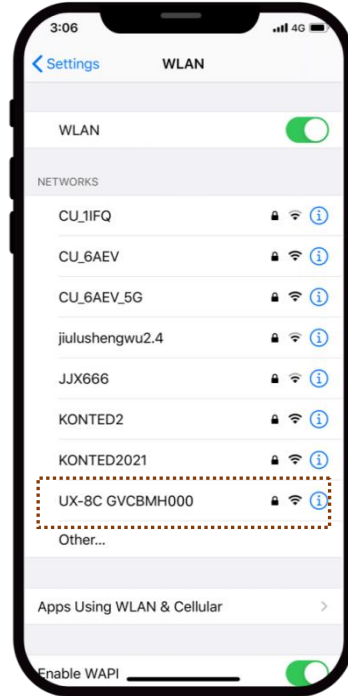 3:06
4G
Settings
WLAN
WLAN
NETWORKS
CU_1IFQ
CU_6AEV
CU_6AEV_5G
jiulushengwu2.4
JJX666
KONTED2
KONTED2021
UX-8C GVCBMH000
Other...
Apps Using WLAN & Cellular
Enable WAPI